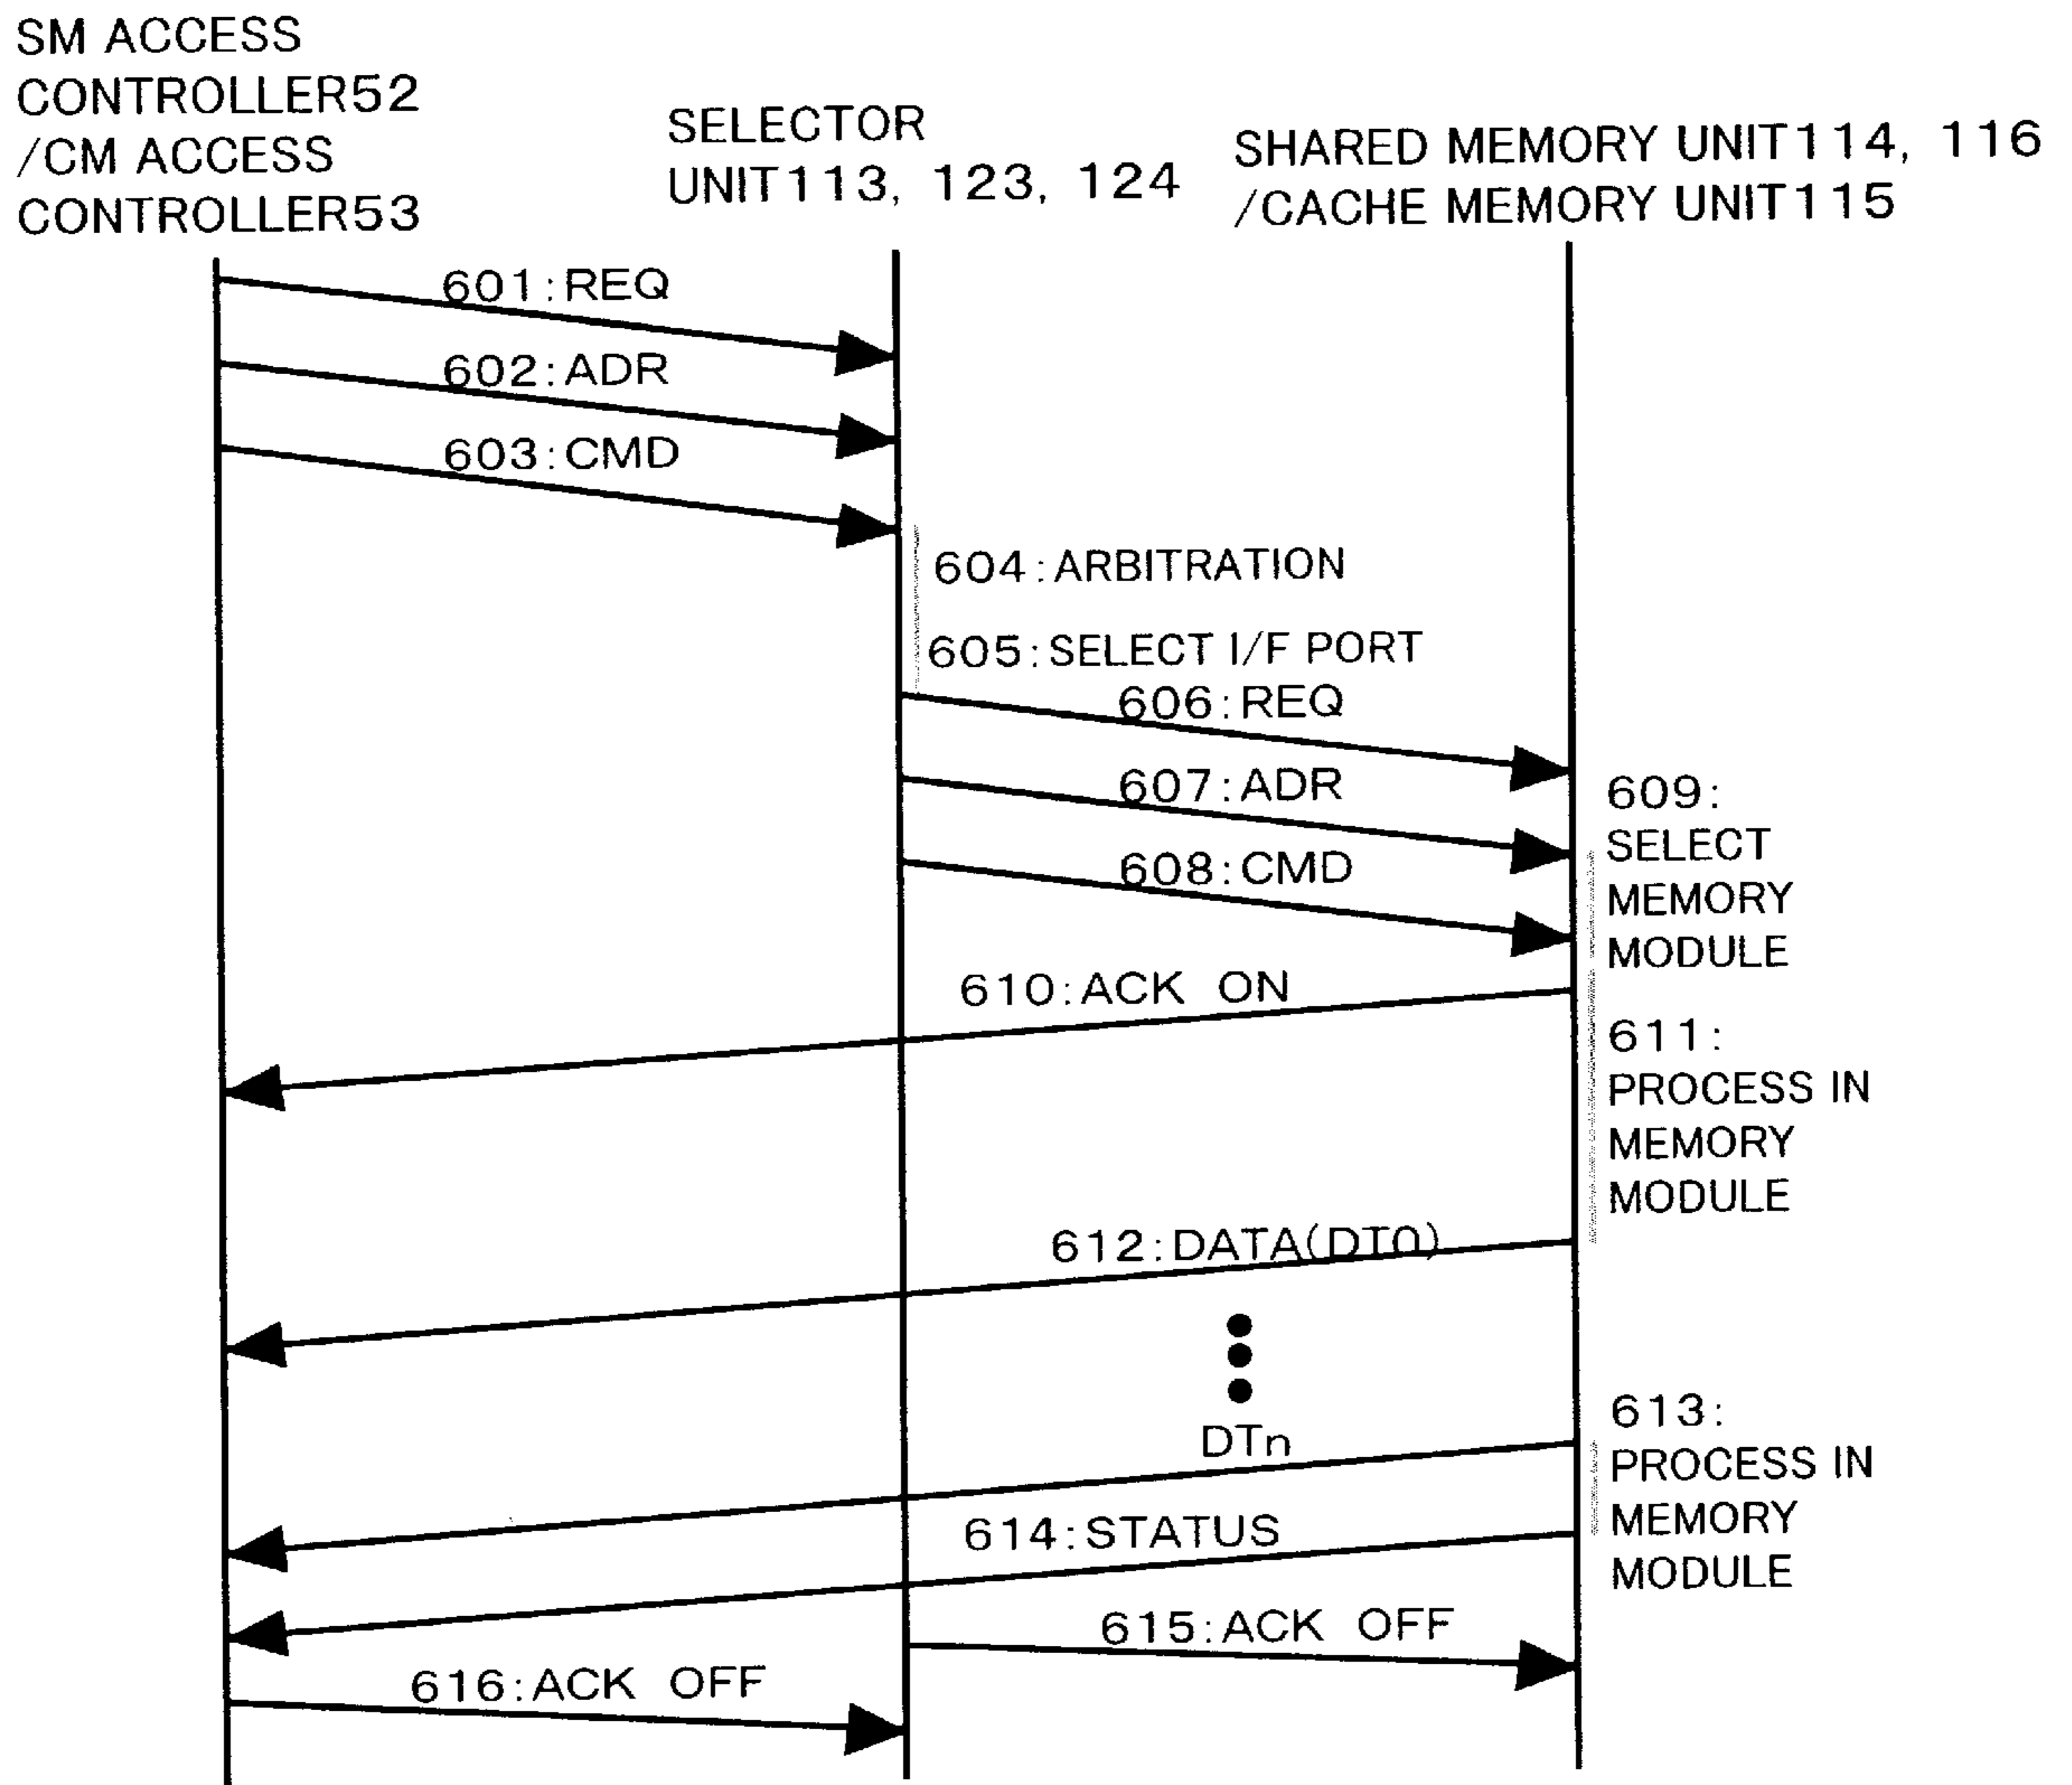 SM ACCESS
CONTROLLER52
/CM ACCESS
CONTROLLER53
SELECTOR
UNIT113, 123, 124
SHARED MEMORY UNIT114, 116
/CACHE MEMORY UNIT115
601:REQ
602:ADR
603:CMD
604:ARBITRATION
605:SELECT I/F PORT
606:REQ
607:ADR
608:CMD
609:
SELECT
MEMORY
MODULE
610:ACK ON
611:
PROCESS IN
MEMORY
MODULE
612:DATA(DT0)
DTn
613:
PROCESS IN
MEMORY
MODULE
614:STATUS
615:ACK OFF
616:ACK OFF